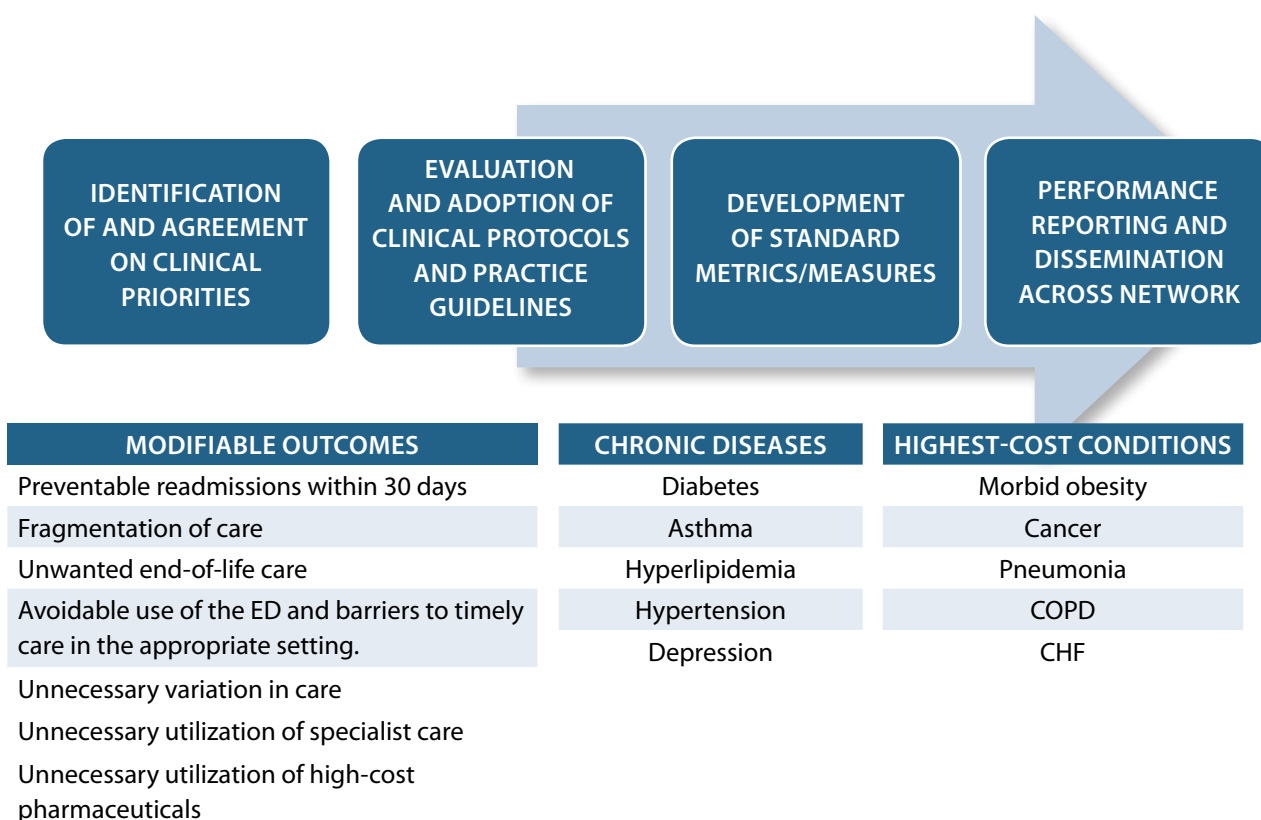 IDENTIFICATION
OF AND AGREEMENT
ON CLINICAL
PRIORITIES
EVALUATION
AND ADOPTION OF
CLINICAL PROTOCOLS
AND PRACTICE
GUIDELINES
DEVELOPMENT
OF STANDARD
METRICS/MEASURES
PERFORMANCE
REPORTING AND
DISSEMINATION
ACROSS NETWORK
MODIFIABLE OUTCOMES
Preventable readmissions within 30 days
Fragmentation of care
Unwanted end-of-life care
Avoidable use of the ED and barriers to timely
care in the appropriate setting.
Unnecessary variation in care
Unnecessary utilization of specialist care
Unnecessary utilization of high-cost
pharmaceuticals
CHRONIC DISEASES
Diabetes
Asthma
Hyperlipidemia
Hypertension
Depression
HIGHEST-COST CONDITIONS
Morbid obesity
Cancer
Pneumonia
COPD
CHF